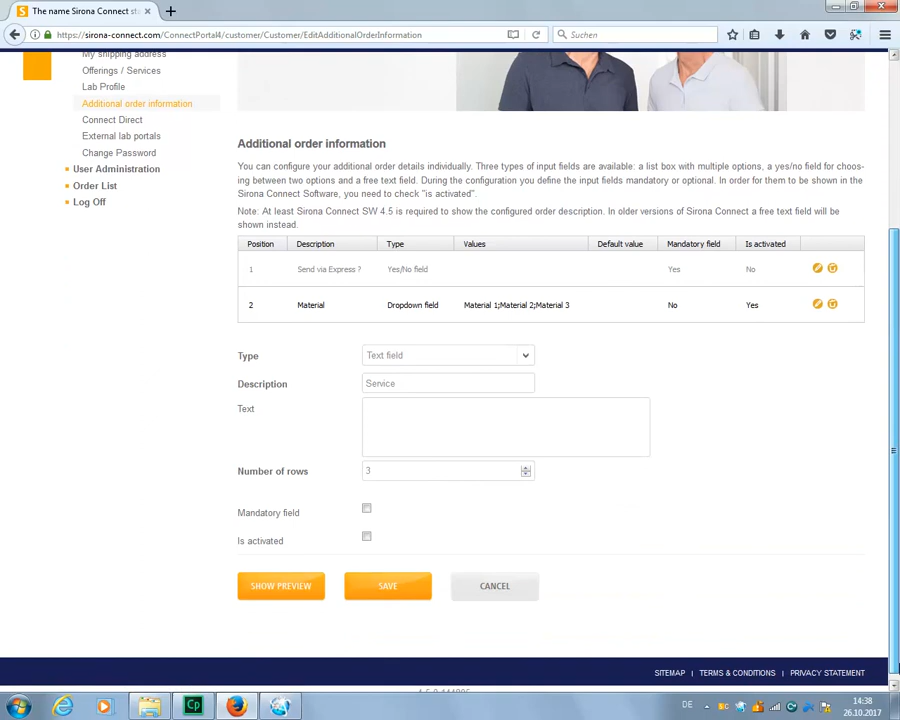 The name Sirona Connect st...
https://sirona-connect.com/ConnectPortal4/customer/Customer/EditAdditionalOrderInformation
Suchen
My shipping address
Offerings / Services
Lab Profile
Additional order information
Connect Direct
External lab portals
Change Password
User Administration
Order List
Log Off
Additional order information
You can configure your additional order details individually. Three types of input fields are available: a list box with multiple options, a yes/no field for choos-
ing between two options and a free text field. During the configuration you define the input fields mandatory or optional. In order for them to be shown in the
Sirona Connect Software, you need to check "is activated".
Note: At least Sirona Connect SW 4.5 is required to show the configured order description. In older versions of Sirona Connect a free text field will be
shown instead.
Position Description Type Values Default value Mandatory field Is activated
1 Send via Express ? Yes/No field Yes No
2 Material Dropdown field Material 1;Material 2;Material 3 No Yes
Type Text field
Description Service
Text
Number of rows 3
Mandatory field
Is activated
SHOW PREVIEW SAVE CANCEL
SITEMAP | TERMS & CONDITIONS | PRIVACY STATEMENT
DE 14:38
26.10.2017